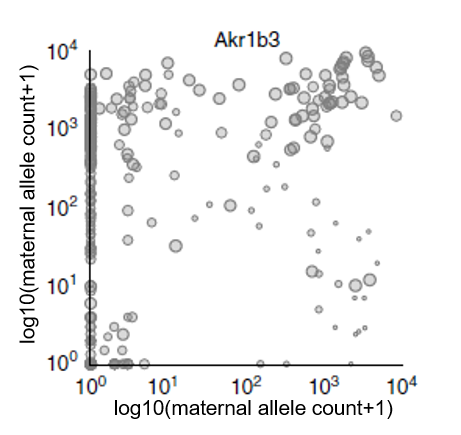 Akr1b3
log10(maternal allele count+1)
10⁴
10³
10²
10¹
10⁰
10⁰ 10¹ 10² 10³ 10⁴
log10(maternal allele count+1)